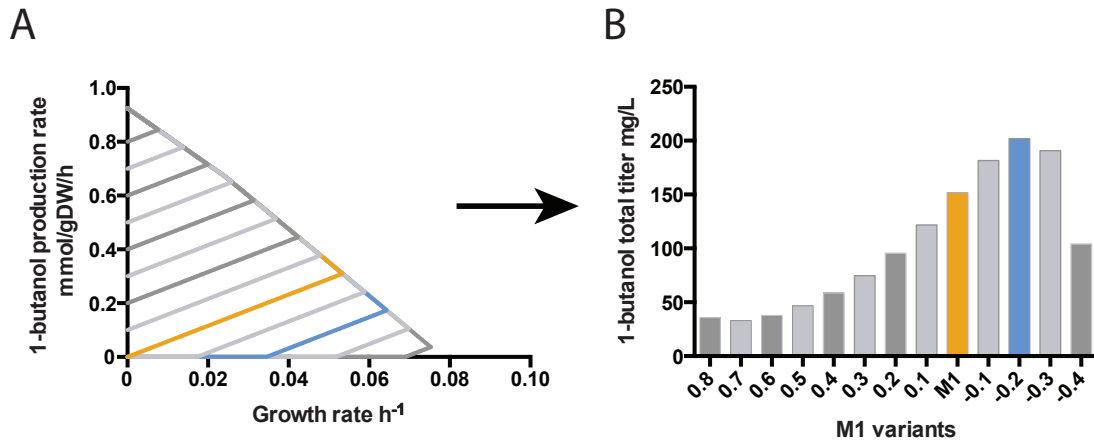 A
1-butanol production rate
mmol/gDW/h
1.0
0.8
0.6
0.4
0.2
0
0 0.02 0.04 0.06 0.08 0.10
Growth rate h-1
B
1-butanol total titer mg/L
250
200
150
100
50
0
0.8 0.7 0.6 0.5 0.4 0.3 0.2 0.1 M1 -0.1 -0.2 -0.3 -0.4
M1 variants